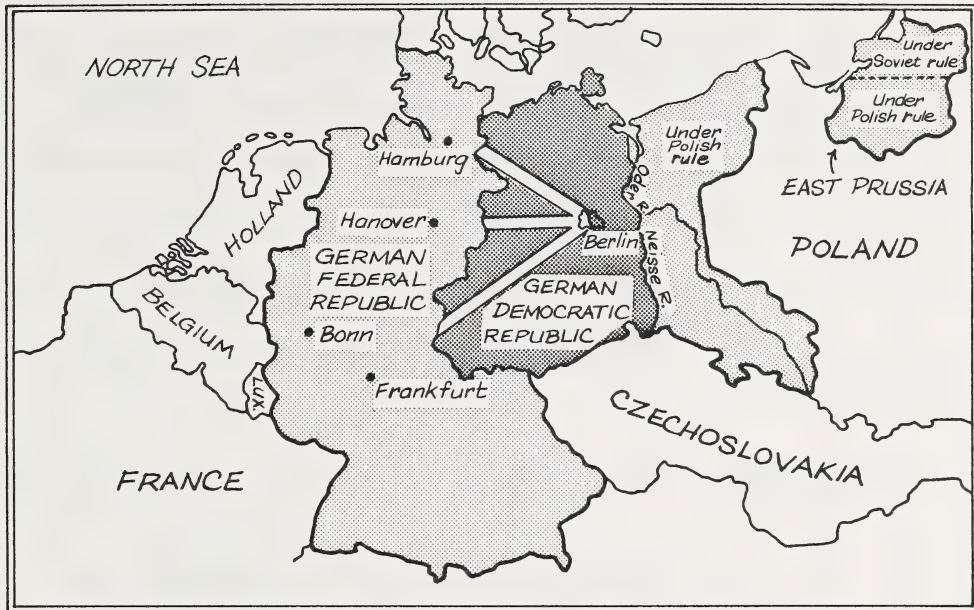 NORTH SEA
Under
Soviet rule
Under
Polish rule
EAST PRUSSIA
Under
Polish
rule
Hamburg
Oder R.
HOLLAND
Hanover
Berlin
Neisse R.
POLAND
GERMAN
FEDERAL
REPUBLIC
GERMAN
DEMOCRATIC
REPUBLIC
BELGIUM
Bonn
LUX.
Frankfurt
CZECHOSLOVAKIA
FRANCE